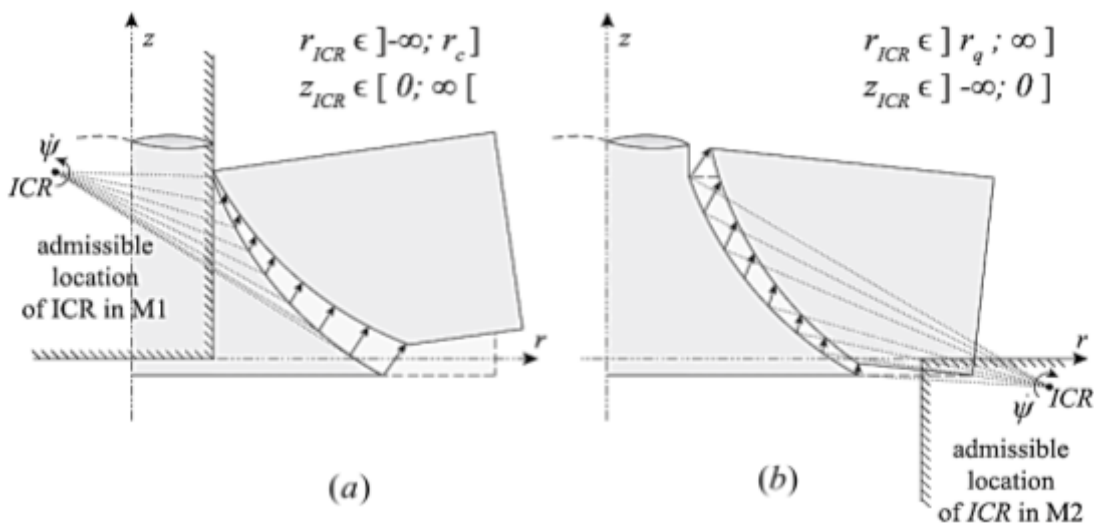 z
r_ICR ϵ ]-∞; r_c ]
z_ICR ϵ [ 0; ∞ [
ψ̇
ICR
admissible
location
of ICR in M1
r
(a)
z
r_ICR ϵ ] r_q ; ∞ ]
z_ICR ϵ ] -∞; 0 ]
r
ICR
ψ̇
admissible
location
of ICR in M2
(b)